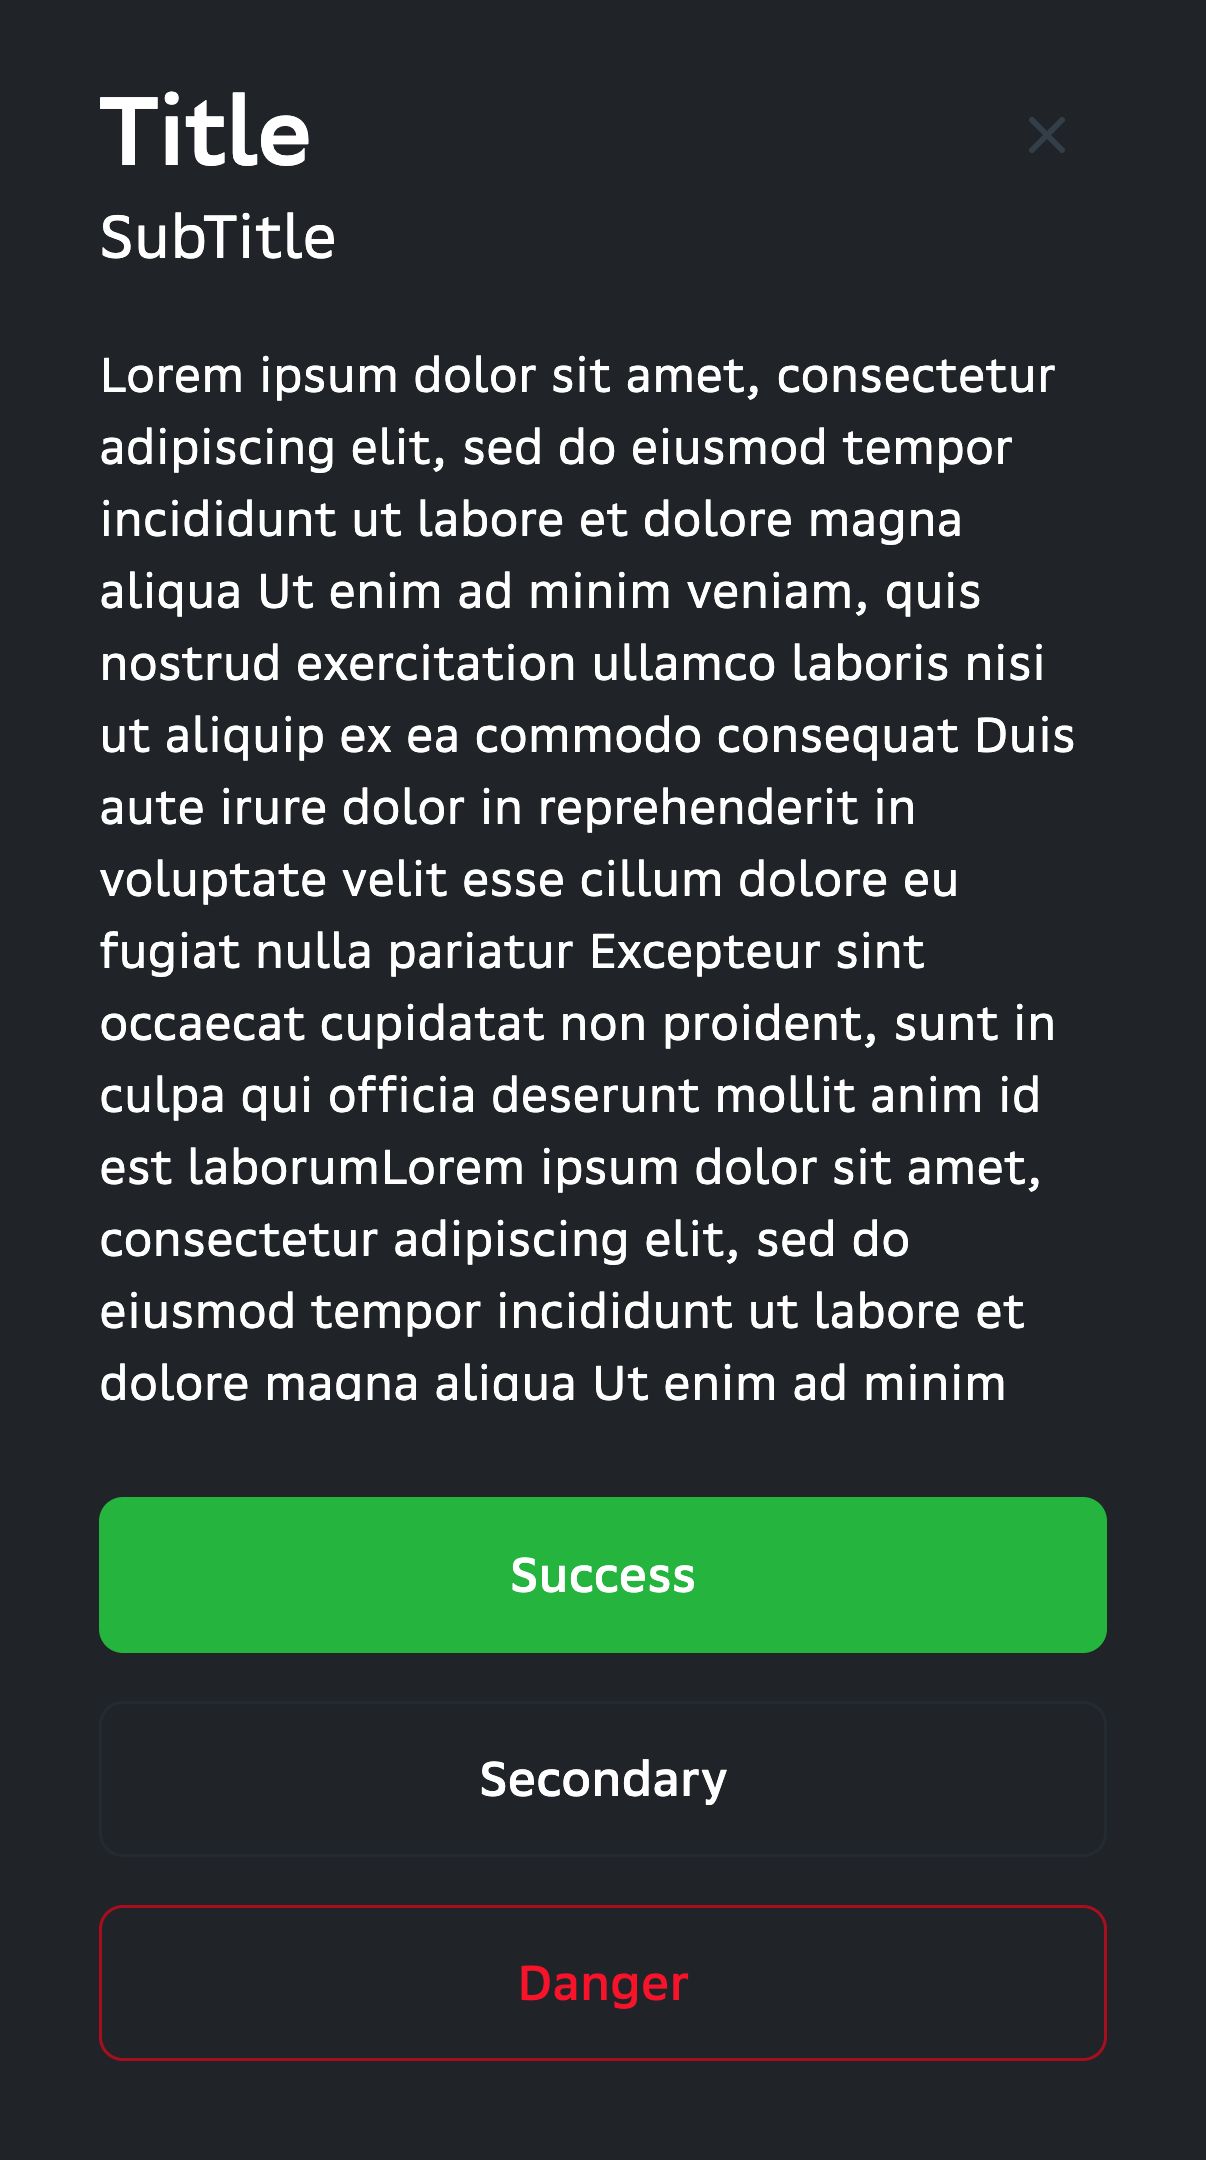 Title
SubTitle
Lorem ipsum dolor sit amet, consectetur
adipiscing elit, sed do eiusmod tempor
incididunt ut labore et dolore magna
aliqua Ut enim ad minim veniam, quis
nostrud exercitation ullamco laboris nisi
ut aliquip ex ea commodo consequat Duis
aute irure dolor in reprehenderit in
voluptate velit esse cillum dolore eu
fugiat nulla pariatur Excepteur sint
occaecat cupidatat non proident, sunt in
culpa qui officia deserunt mollit anim id
est laborumLorem ipsum dolor sit amet,
consectetur adipiscing elit, sed do
eiusmod tempor incididunt ut labore et
dolore magna aliqua Ut enim ad minim
Success
Secondary
Danger